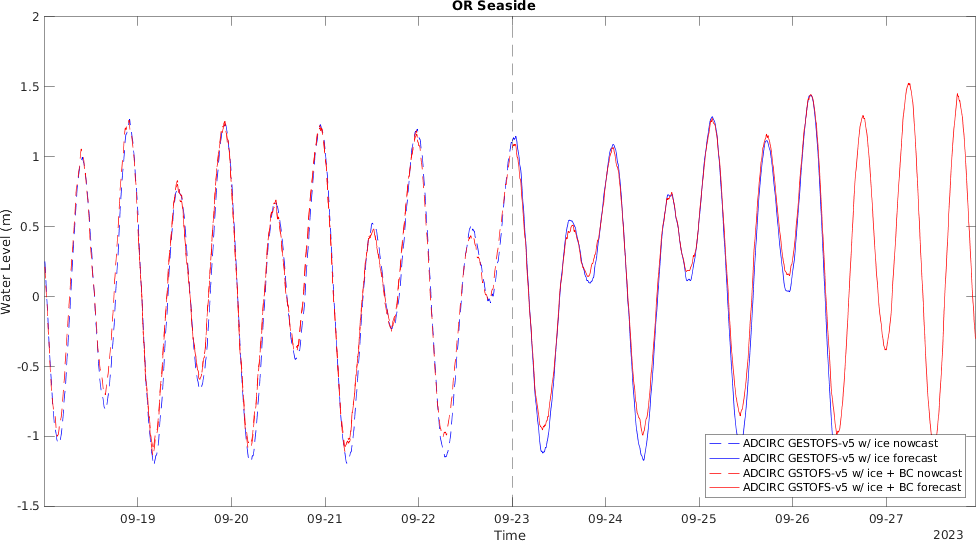 OR Seaside
2
1.5
1
0.5
0
-0.5
-1
-1.5
Water Level (m)
09-19 09-20 09-21 09-22 09-23 09-24 09-25 09-26 09-27
Time
2023
ADCIRC GESTOFS-v5 w/ ice nowcast
ADCIRC GESTOFS-v5 w/ ice forecast
ADCIRC GSTOFS-v5 w/ ice + BC nowcast
ADCIRC GSTOFS-v5 w/ ice + BC forecast